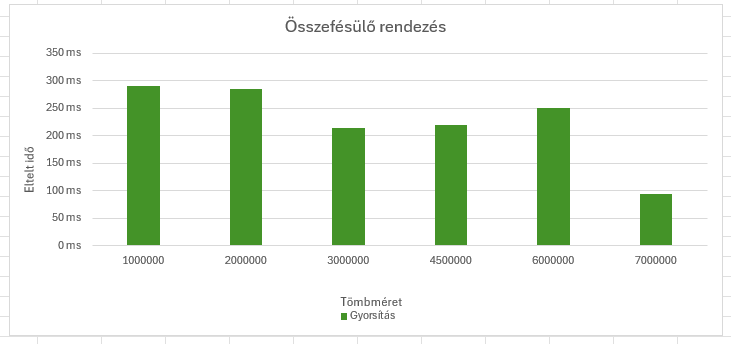 Összefésülő rendezés
350 ms
300 ms
250 ms
200 ms
150 ms
100 ms
50 ms
0 ms
Eltelt idő
1000000 2000000 3000000 4500000 6000000 7000000
Tömbméret
Gyorsítás